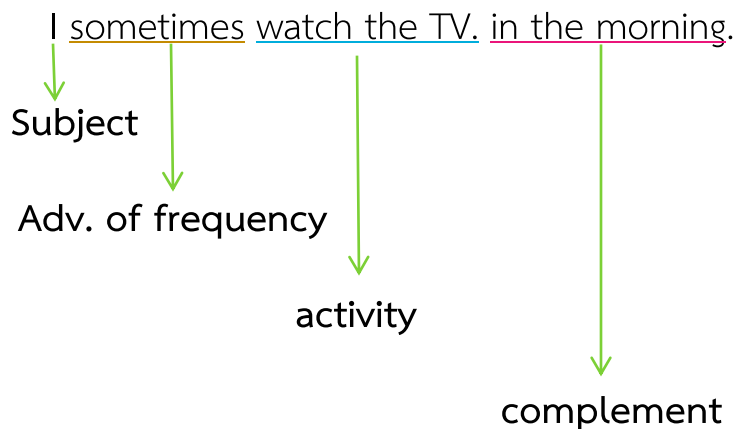 I sometimes watch the TV. in the morning.
Subject
Adv. of frequency
activity
complement